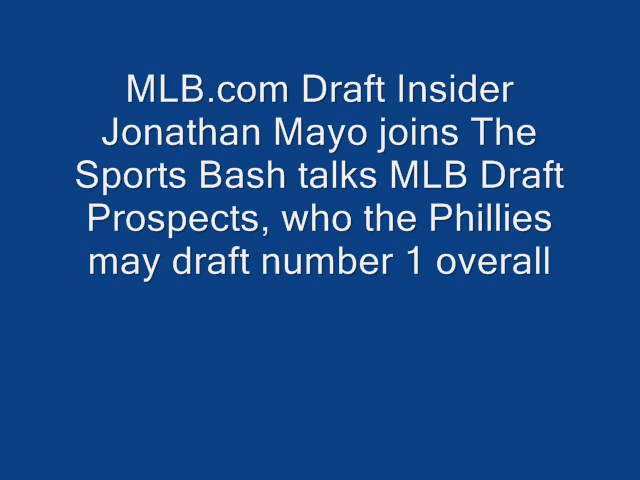 MLB.com Draft Insider
Jonathan Mayo joins The
Sports Bash talks MLB Draft
Prospects, who the Phillies
may draft number 1 overall